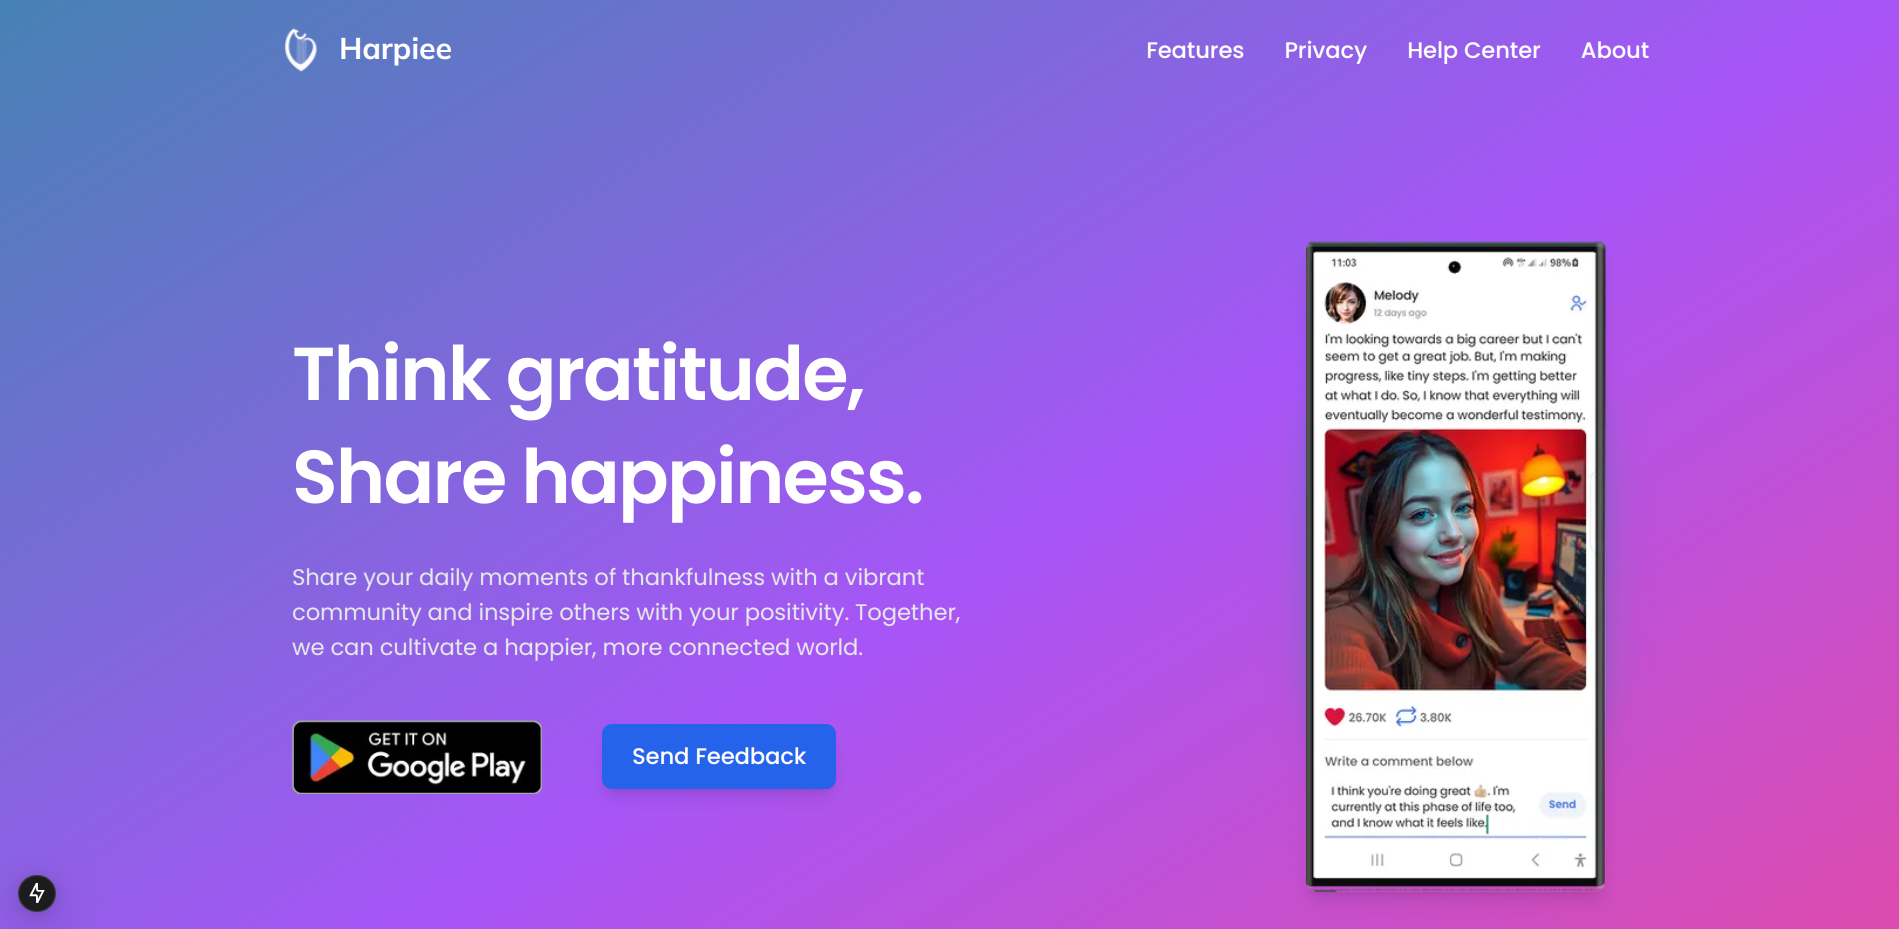 Harpiee
Features
Privacy
Help Center
About
Think gratitude,
Share happiness.
Share your daily moments of thankfulness with a vibrant
community and inspire others with your positivity. Together,
we can cultivate a happier, more connected world.
GET IT ON
Google Play
Send Feedback
11:03
98%
Melody
12 days ago
I'm looking towards a big career but I can't
seem to get a great job. But, I'm making
progress, like tiny steps. I'm getting better
at what I do. So, I know that everything will
eventually become a wonderful testimony.
26.70K
3.80K
Write a comment below
I think you're doing great 👍🏼. I'm
currently at this phase of life too,
and I know what it feels like.
Send